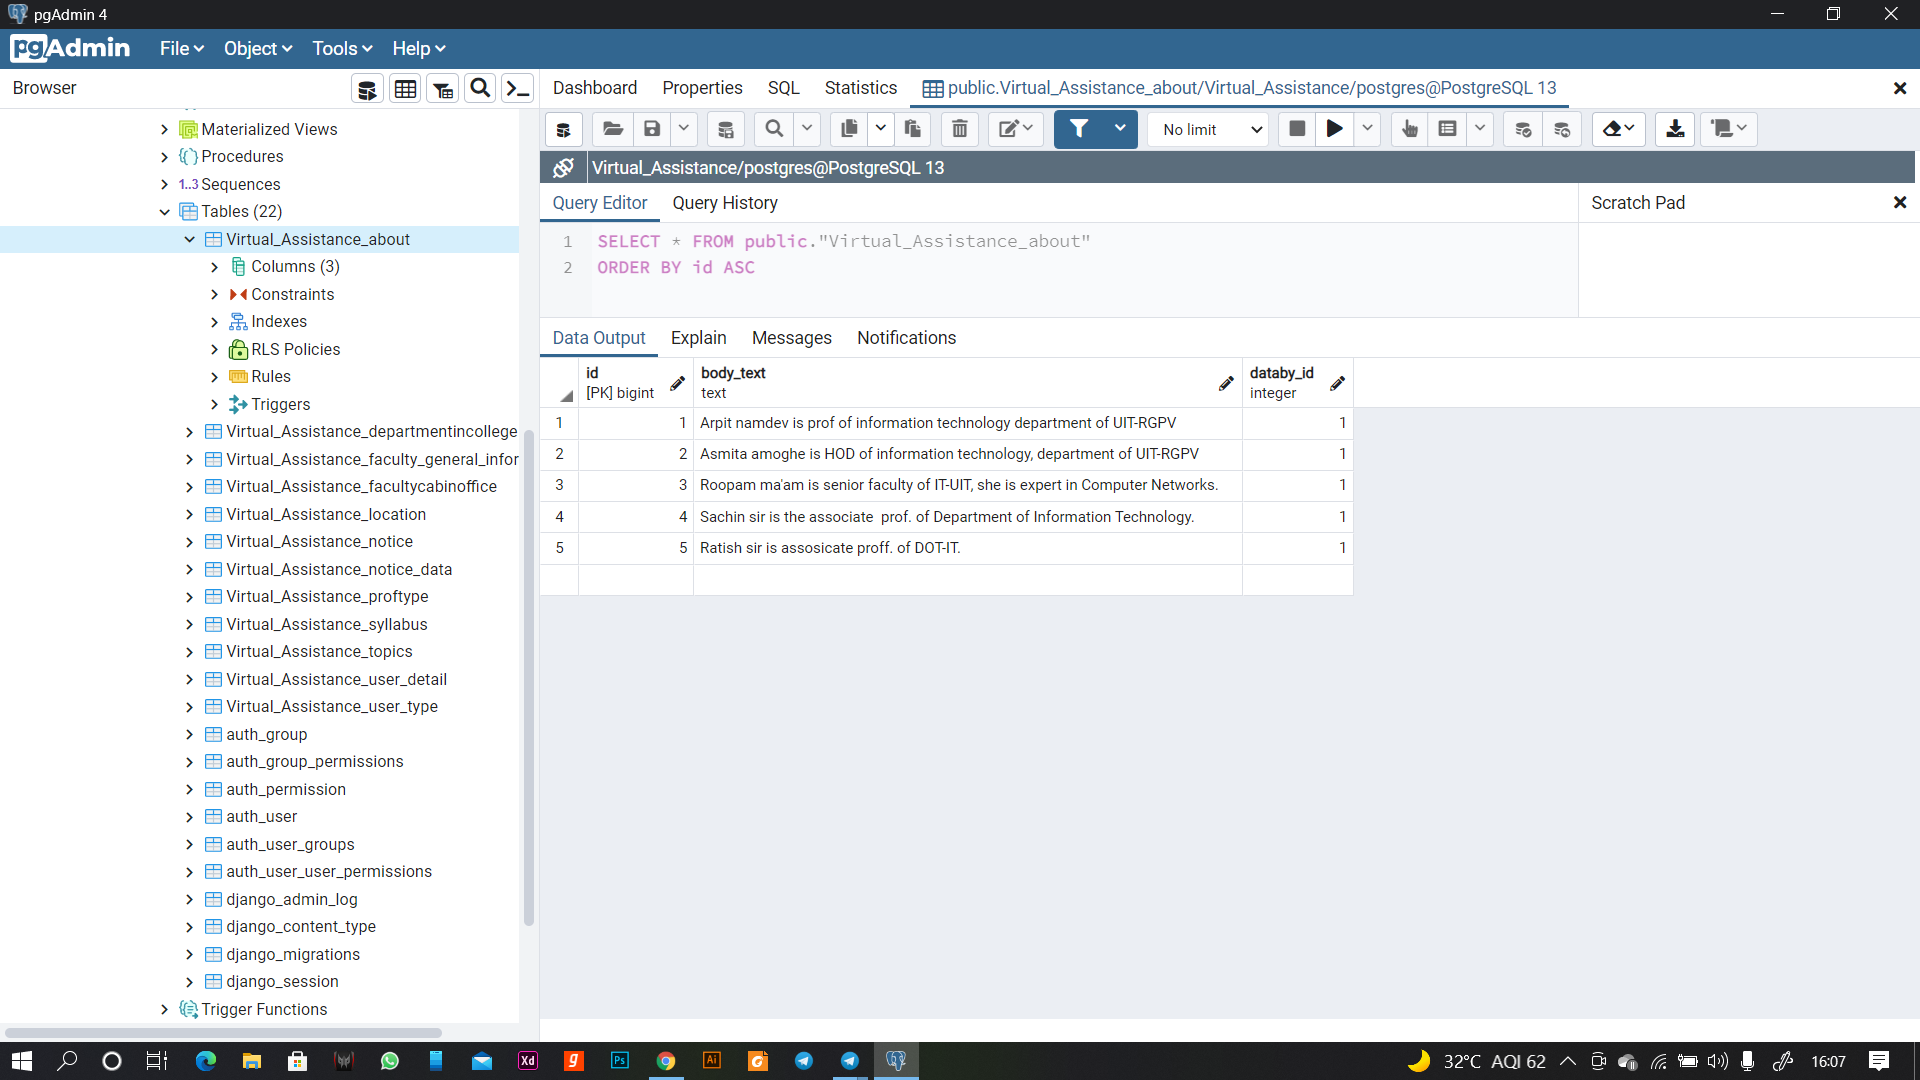 pgAdmin 4
pgAdmin File Object Tools Help
Browser
Dashboard Properties SQL Statistics public.Virtual_Assistance_about/Virtual_Assistance/postgres@PostgreSQL 13
No limit
Virtual_Assistance/postgres@PostgreSQL 13
Query Editor Query History
Scratch Pad
1 SELECT * FROM public."Virtual_Assistance_about"
2 ORDER BY id ASC
Materialized Views
Procedures
1..3 Sequences
Tables (22)
Virtual_Assistance_about
Columns (3)
Constraints
Indexes
RLS Policies
Rules
Triggers
Virtual_Assistance_departmentincollege
Virtual_Assistance_faculty_general_infor
Virtual_Assistance_facultycabinoffice
Virtual_Assistance_location
Virtual_Assistance_notice
Virtual_Assistance_notice_data
Virtual_Assistance_proftype
Virtual_Assistance_syllabus
Virtual_Assistance_topics
Virtual_Assistance_user_detail
Virtual_Assistance_user_type
auth_group
auth_group_permissions
auth_permission
auth_user
auth_user_groups
auth_user_user_permissions
django_admin_log
django_content_type
django_migrations
django_session
Trigger Functions
Data Output Explain Messages Notifications
id body_text databy_id
[PK] bigint text integer
1 1 Arpit namdev is prof of information technology department of UIT-RGPV 1
2 2 Asmita amoghe is HOD of information technology, department of UIT-RGPV 1
3 3 Roopam ma'am is senior faculty of IT-UIT, she is expert in Computer Networks. 1
4 4 Sachin sir is the associate  prof. of Department of Information Technology. 1
5 5 Ratish sir is assosicate proff. of DOT-IT. 1
Xd g Ps Ai
32°C AQI 62 16:07